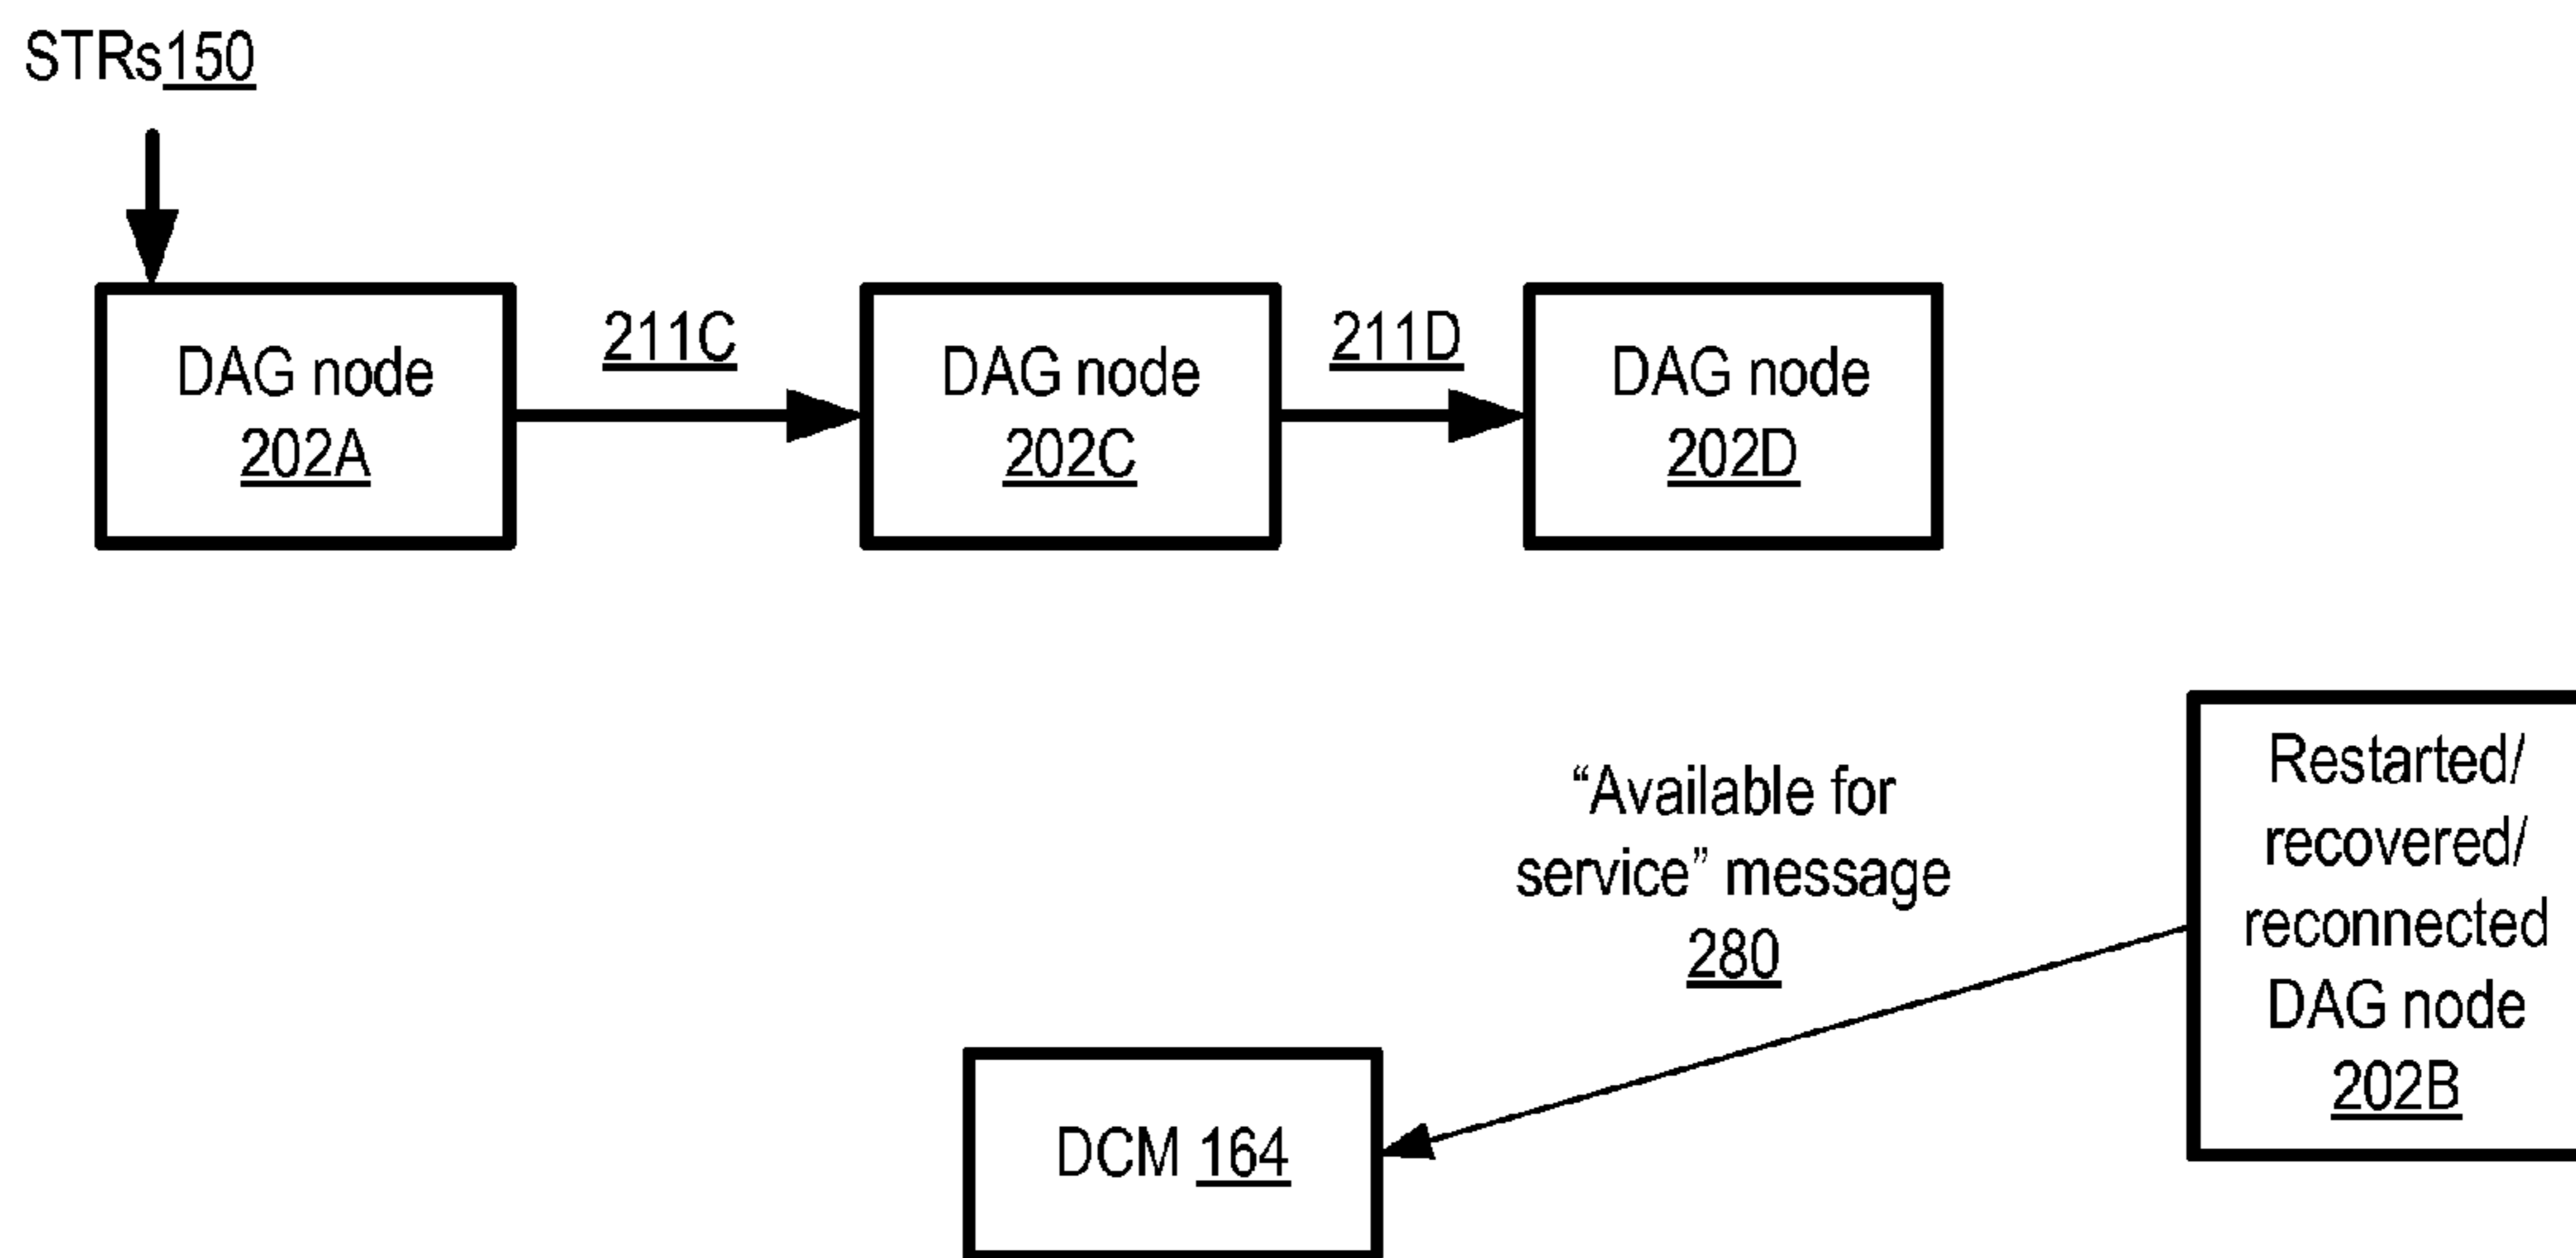 STRs150
DAG node
202A
211C
DAG node
202C
211D
DAG node
202D
“Available for
service” message
280
Restarted/
recovered/
reconnected
DAG node
202B
DCM 164